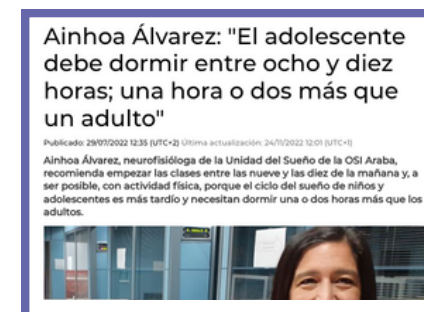 Ainhoa Álvarez: "El adolescente
debe dormir entre ocho y diez
horas; una hora o dos más que
un adulto"
Publicado: 29/07/2022 12:35 (UTC+2) Última actualización: 24/11/2022 12:01 (UTC+1)
Ainhoa Álvarez, neurofisióloga de la Unidad del Sueño de la OSI Araba,
recomienda empezar las clases entre las nueve y las diez de la mañana y, a
ser posible, con actividad física, porque el ciclo del sueño de niños y
adolescentes es más tardío y necesitan dormir una o dos horas más que los
adultos.